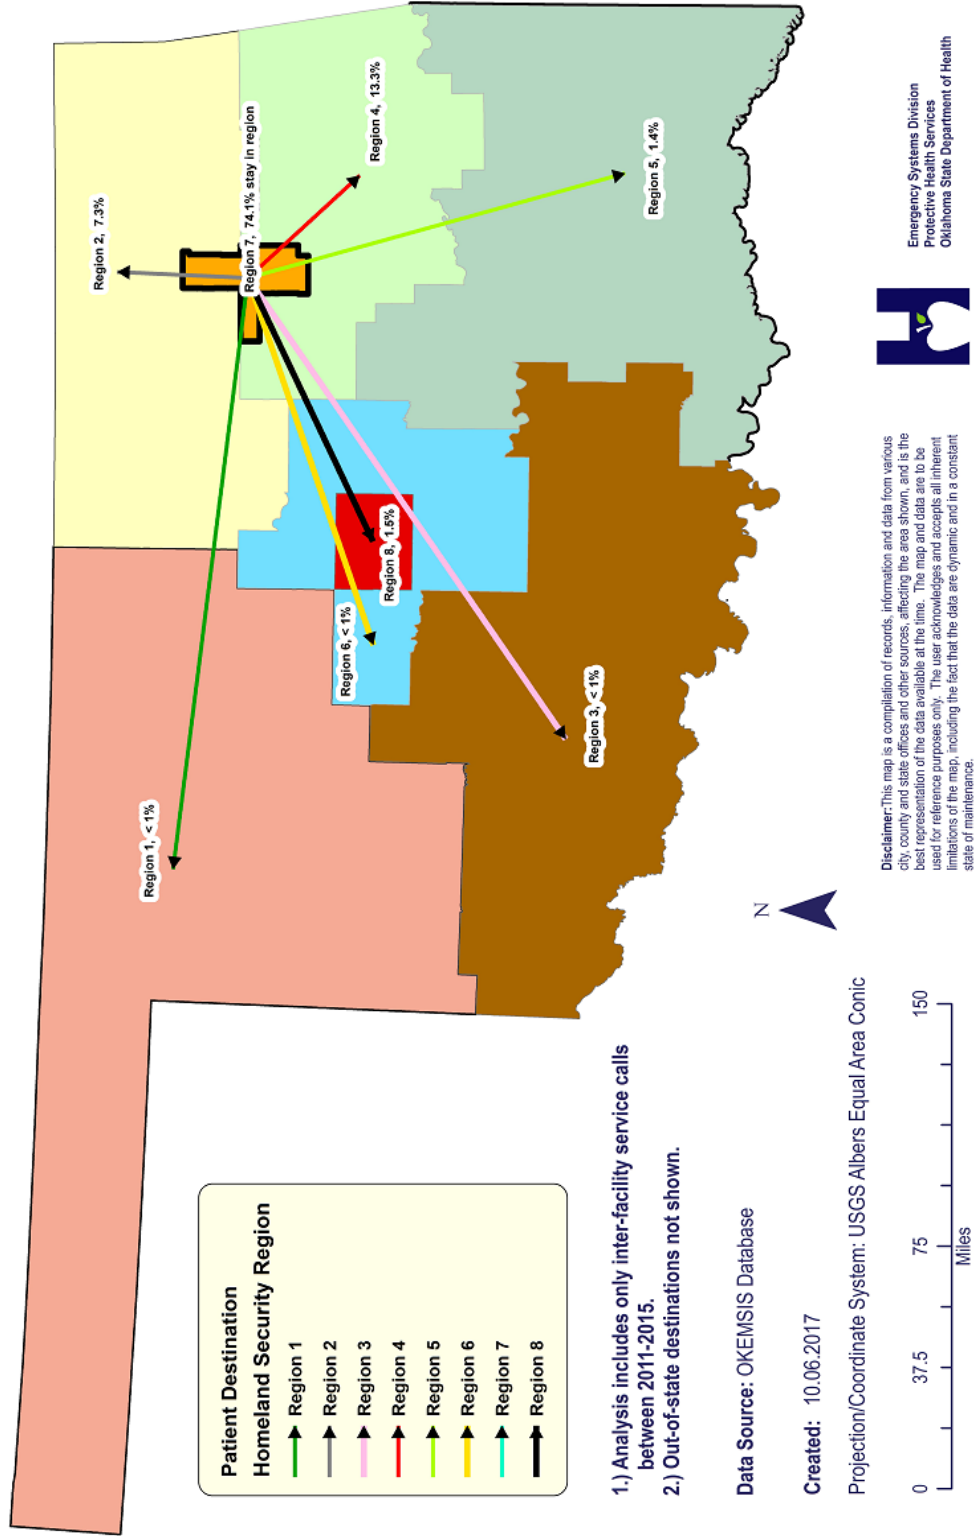 Region 2, 7.3%
Region 4, 13.3%
Region 7, 74.1% stay in region
Region 5, 1.4%
Region 8, 1.5%
Region 6, < 1%
Region 3, < 1%
Region 1, < 1%
Patient Destination
Homeland Security Region
Region 1
Region 2
Region 3
Region 4
Region 5
Region 6
Region 7
Region 8
1.) Analysis includes only inter-facility service calls
between 2011-2015.
2.) Out-of-state destinations not shown.
Data Source: OKEMSIS Database
Created: 10.06.2017
Projection/Coordinate System: USGS Albers Equal Area Conic
0 37.5 75 150
Miles
N
Disclaimer:This map is a compilation of records, information and data from various
city, county and state offices and other sources, affecting the area shown, and is the
best representation of the data available at the time. The map and data are to be
used for reference purposes only. The user acknowledges and accepts all inherent
limitations of the map, including the fact that the data are dynamic and in a constant
state of maintenance.
Emergency Systems Division
Protective Health Services
Oklahoma State Department of Health